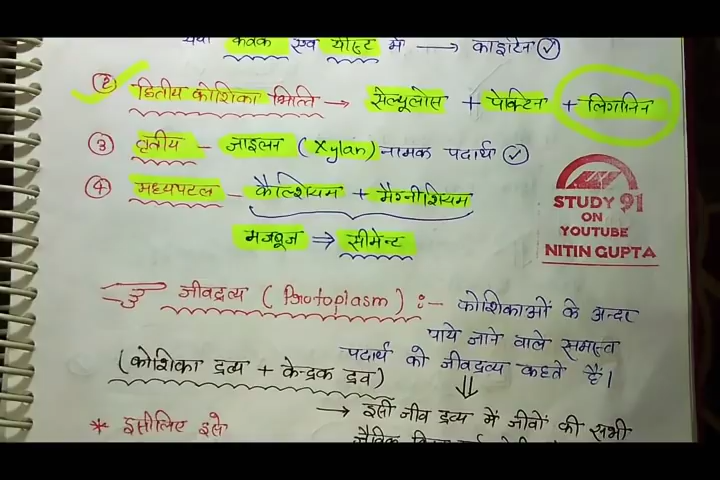 तथा कवक एवं यीस्ट में → काइटिन
② द्वितीय कोशिका भित्ति → सेल्यूलोस + पेक्टिन + लिगानिन
③ तृतीय – जाइलन (Xylan) नामक पदार्थ
④ मध्यपटल – कैल्शियम + मैग्नीशियम
मजबूज ⇒ सीमेन्ट
STUDY 91
ON
YOUTUBE
NITIN GUPTA
जीवद्रव्य (Protoplasm) :– कोशिकाओं के अन्दर
पाये जाने वाले समस्त
पदार्थ को जीवद्रव्य कहते हैं।
(कोशिका द्रव्य + केन्द्रक द्रव)
→ इसी जीव द्रव्य में जीवों की सभी
* इसीलिए इसे
जैविक